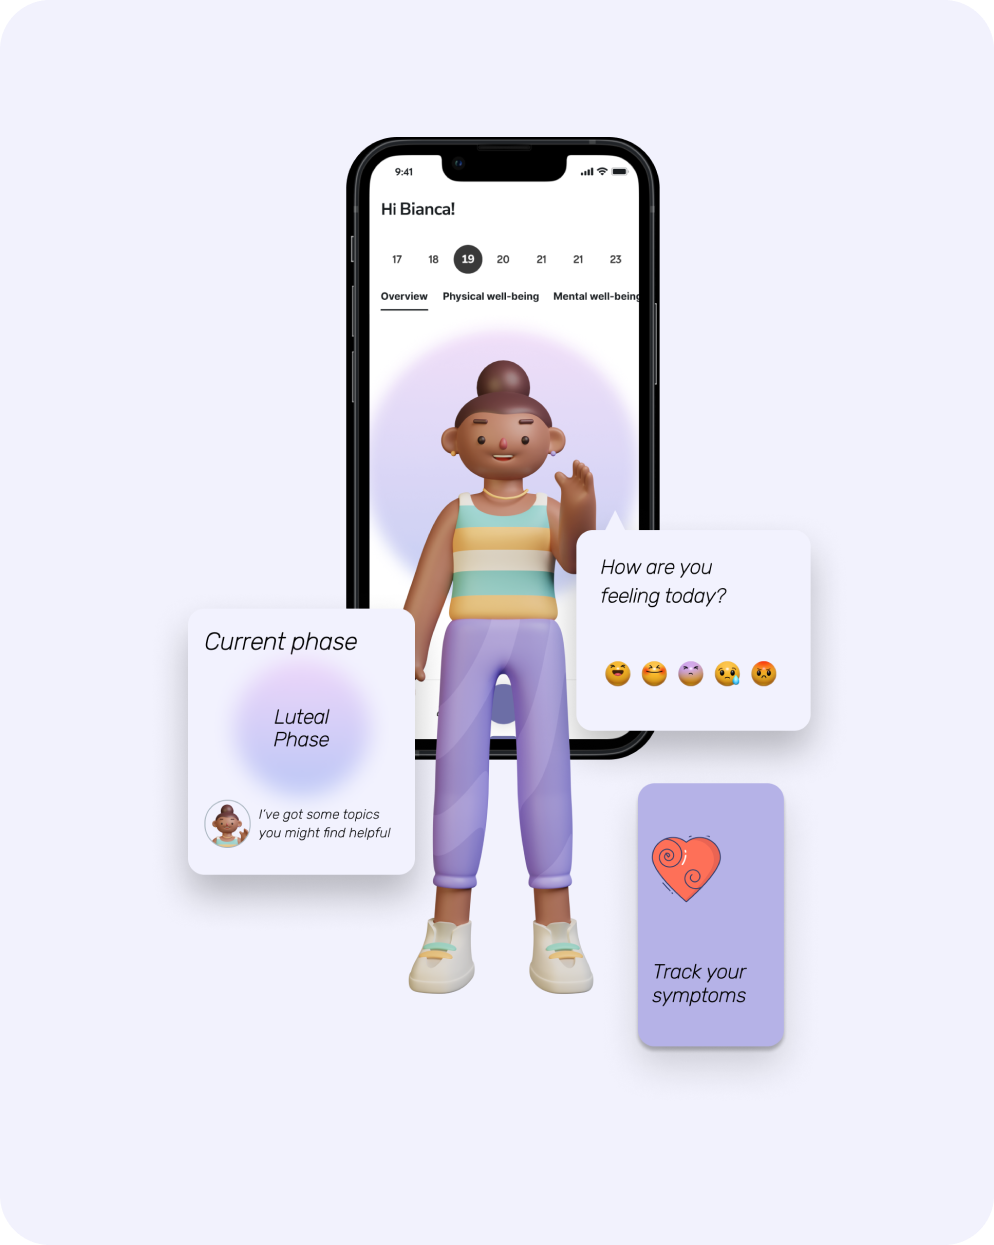 9:41
Hi Bianca!
17 18 19 20 21 21 23
Overview Physical well-being Mental well-being
How are you
feeling today?
Current phase
Luteal
Phase
I've got some topics
you might find helpful
Track your
symptoms